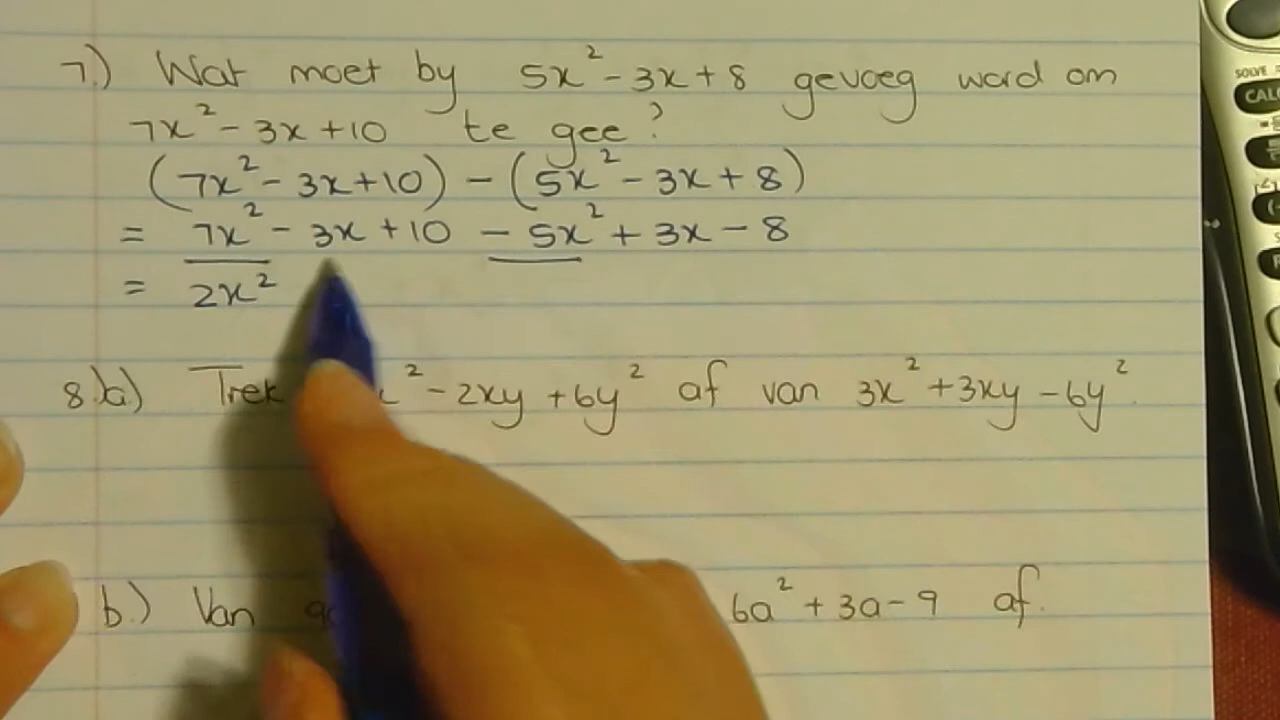 7.) Wat moet by 5x² - 3x + 8 gevoeg word om
7x² - 3x + 10 te gee?
(7x² - 3x + 10) - (5x² - 3x + 8)
= 7x² - 3x + 10 - 5x² + 3x - 8
= 2x²
8.a.) Trek ² - 2xy + 6y² af van 3x² + 3xy - 6y².
b.) Van 6a² + 3a - 9 af.
SOLVE
CALC